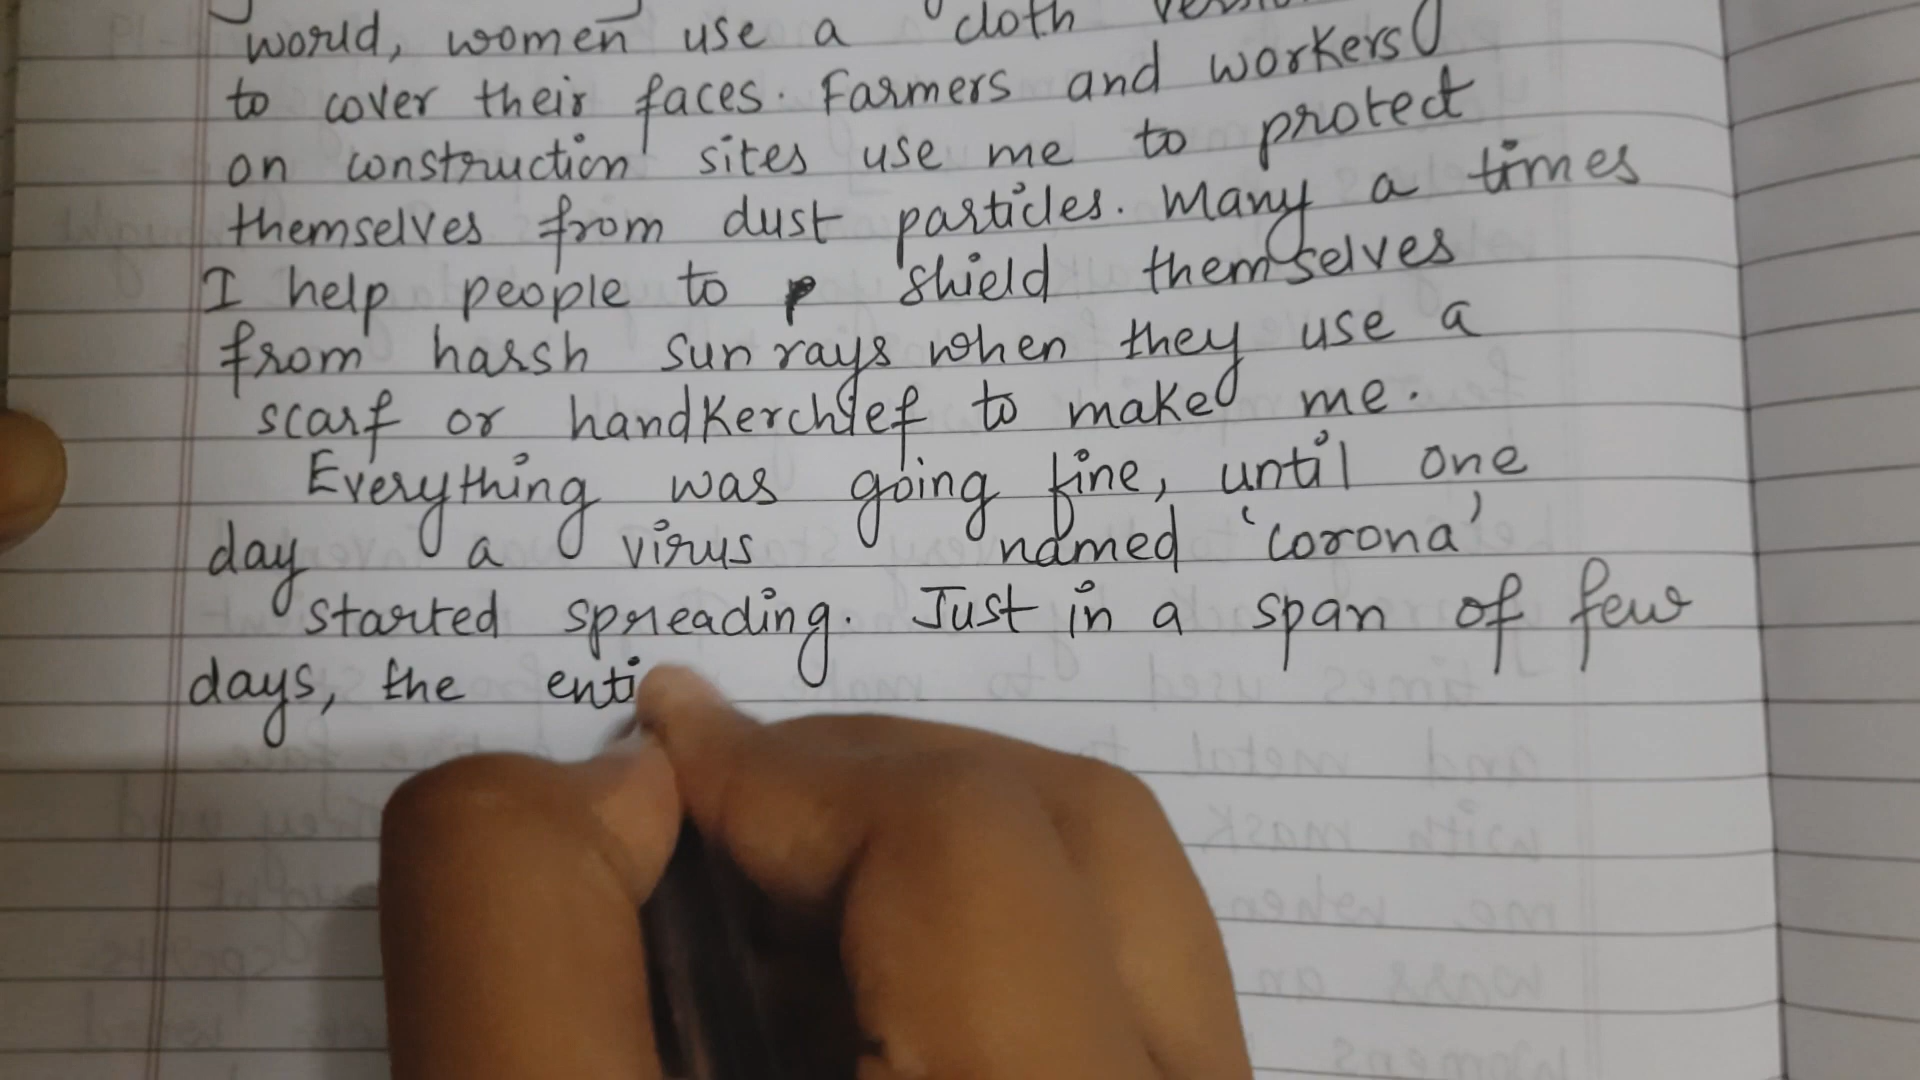 world, women use a cloth
to cover their faces. Farmers and workers
on construction sites use me to protect
themselves from dust particles. Many a times
I help people to shield themselves
from harsh sun rays when they use a
scarf or handkerchief to make me.
Everything was going fine, until one
day a virus named 'corona'
started spreading. Just in a span of few
days, the enti